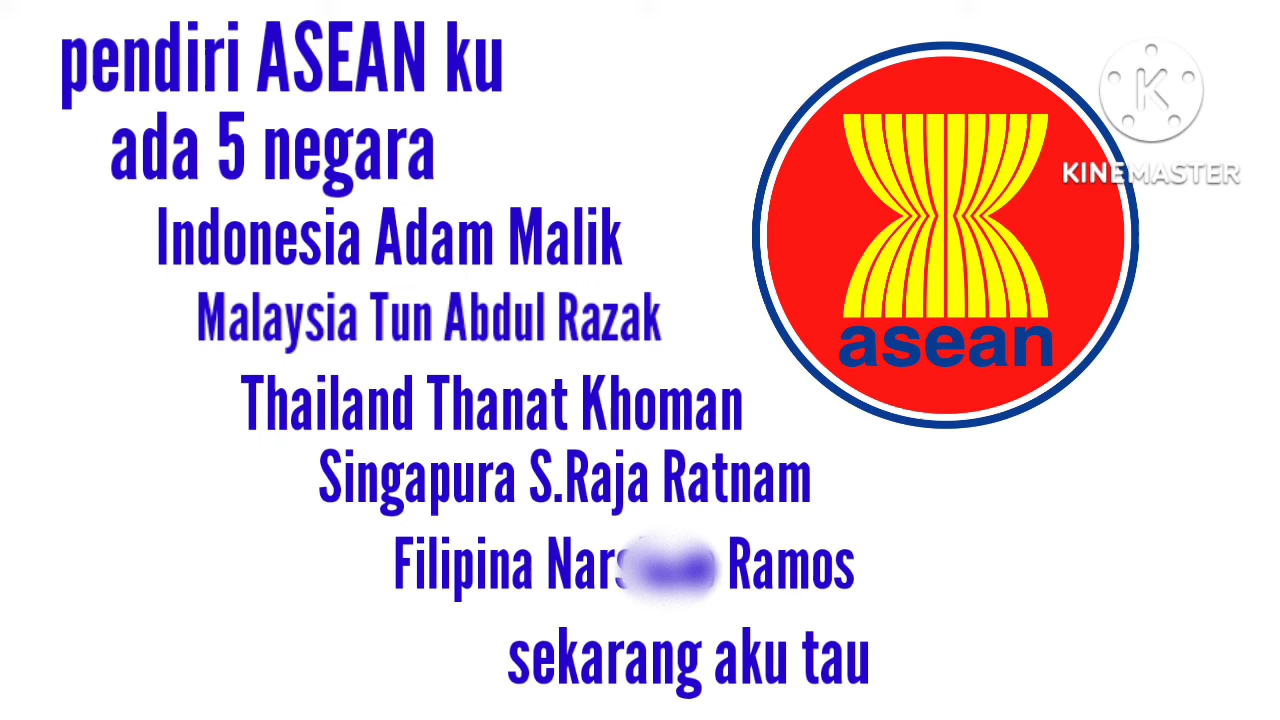 pendiri ASEAN ku
ada 5 negara
Indonesia Adam Malik
Malaysia Tun Abdul Razak
Thailand Thanat Khoman
Singapura S.Raja Ratnam
Filipina Ramos
sekarang aku tau
asean
KINEMASTER